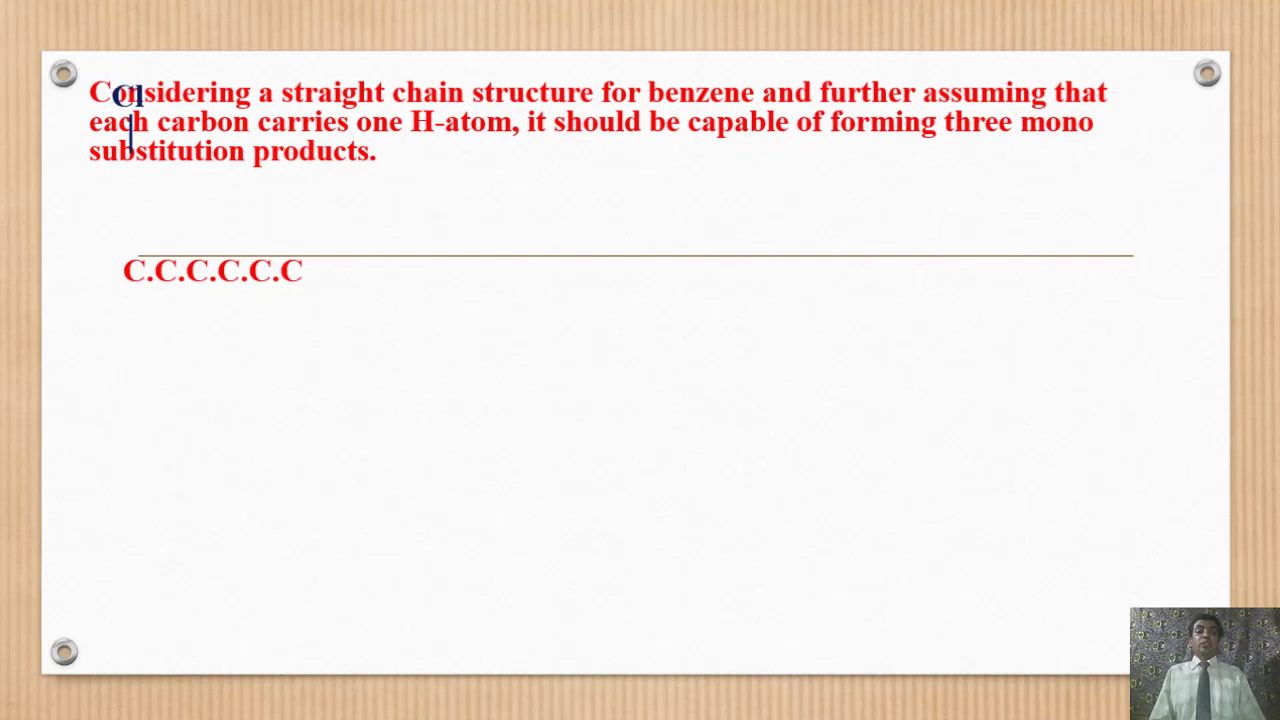 Considering a straight chain structure for benzene and further assuming that
each carbon carries one H-atom, it should be capable of forming three mono
substitution products.
Cl
|
C.C.C.C.C.C